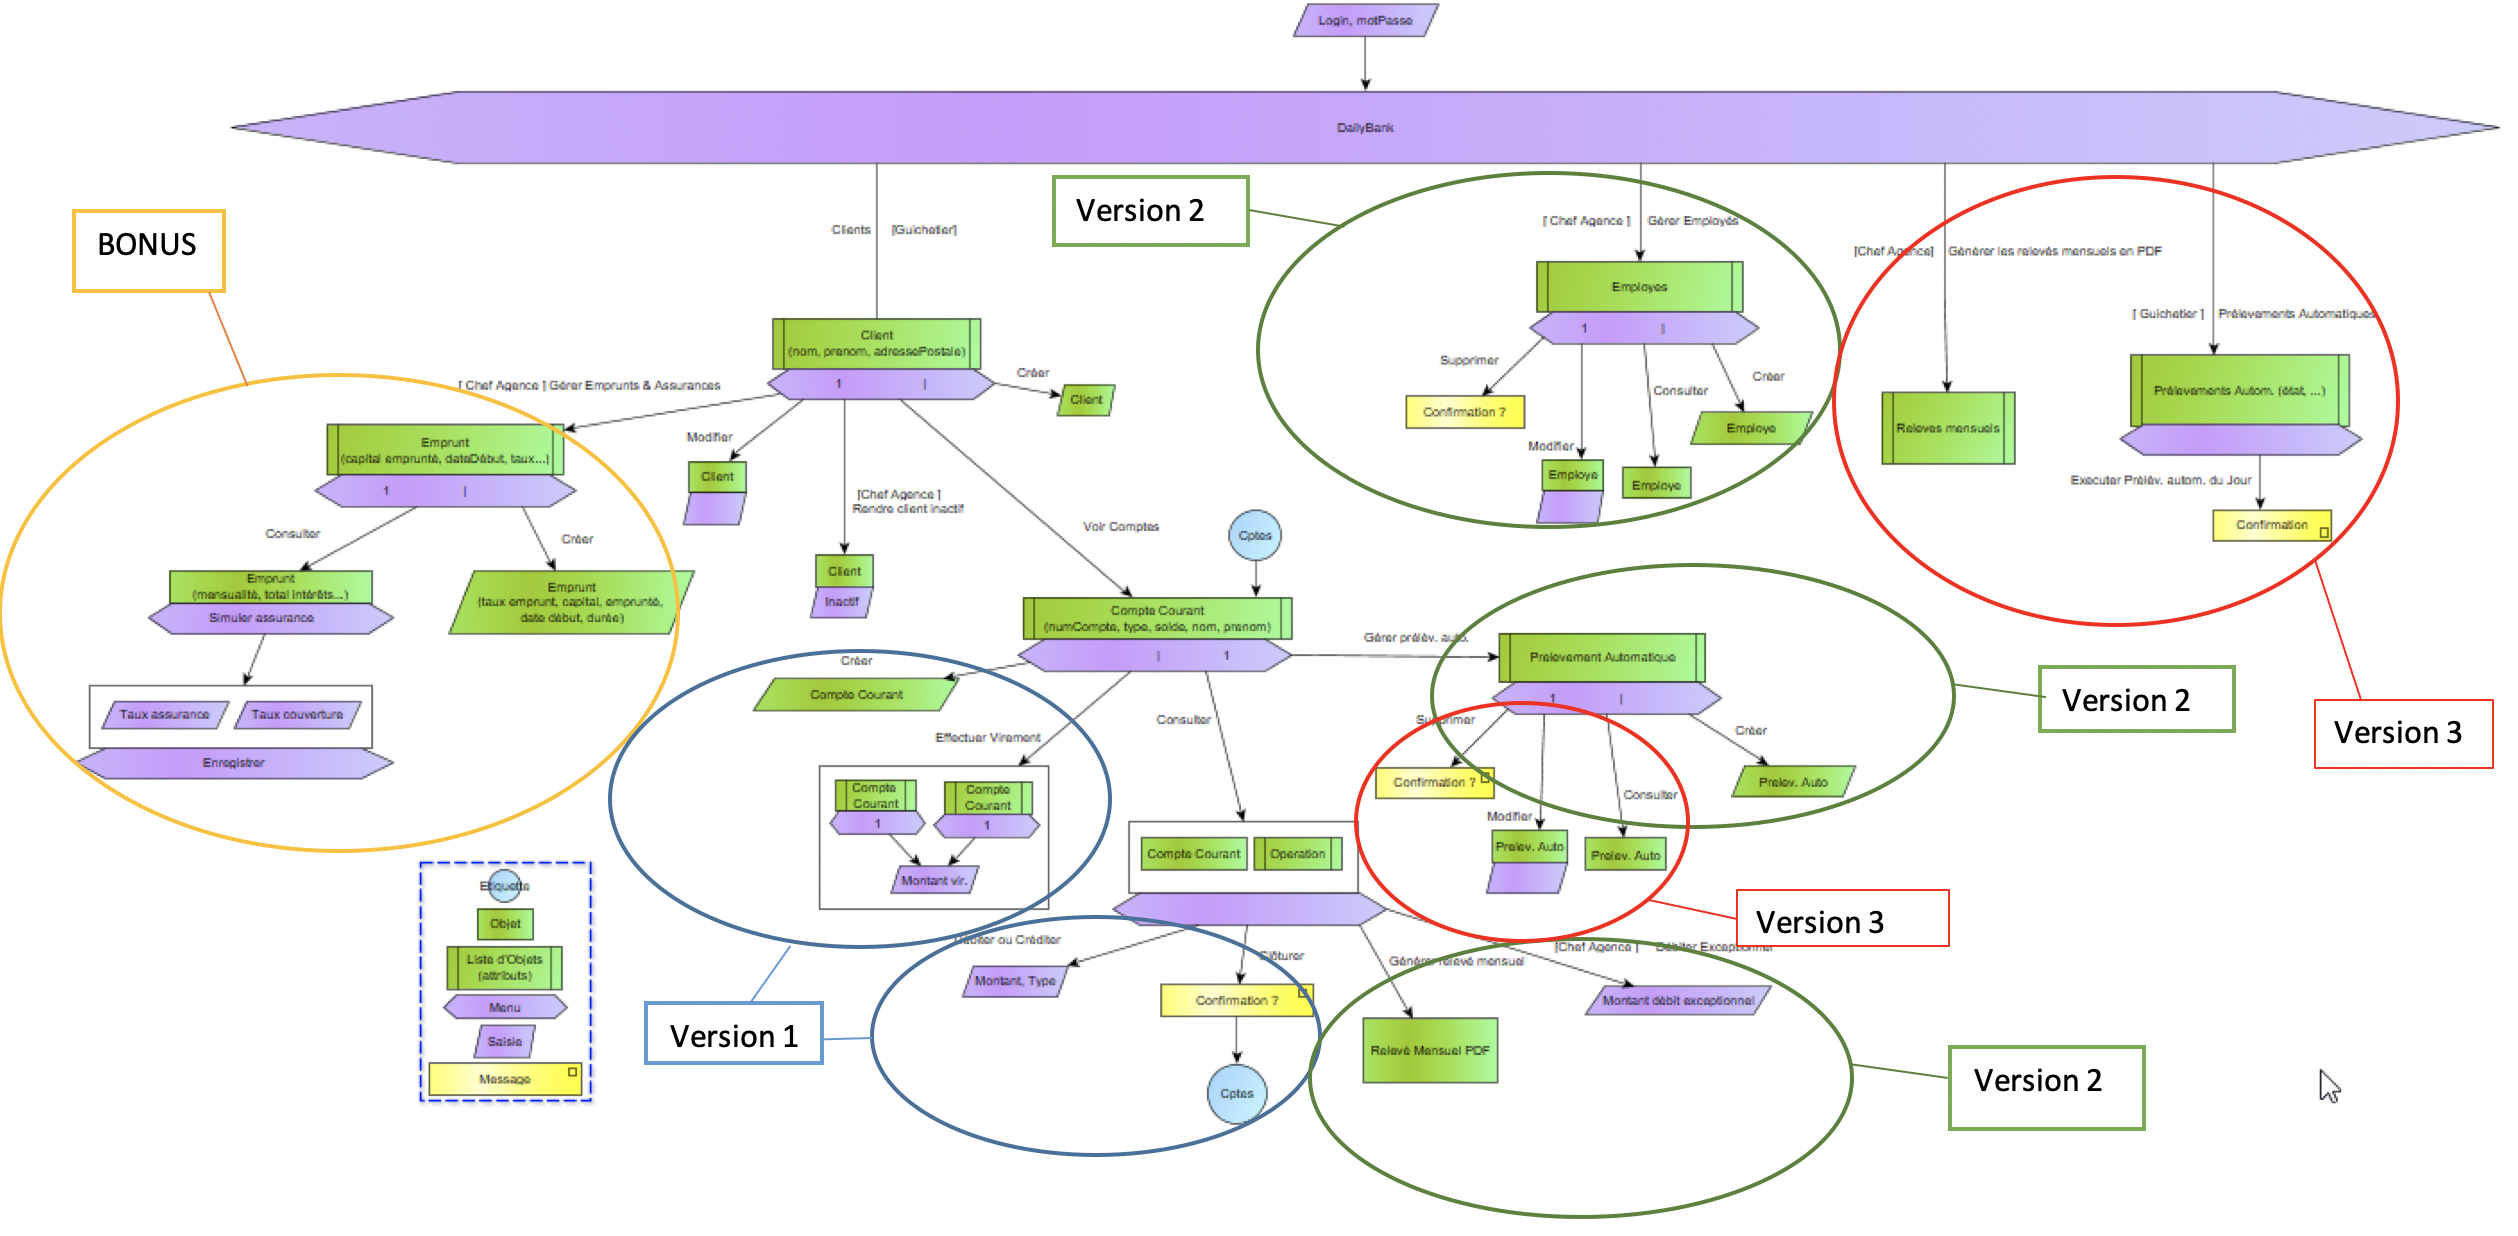 Login, motPasse
DailyBank
Version 2
BONUS
Clients
[Guichetier]
[ Chef Agence ]
Gérer Employés
[Chef Agence]
Générer les relevés mensuels en PDF
[ Guichetier ]
Prélevements Automatiques
Employes
1
|
Supprimer
Confirmation ?
Modifier
Employe
Consulter
Employe
Créer
Employe
Releves mensuels
Prélevements Autom. (état, ...)
Executer Prélév. autom. du Jour
Confirmation
Version 3
Client
(nom, prenom, adressePostale)
1
|
Créer
Client
[ Chef Agence ] Gérer Emprunts & Assurances
Modifier
Client
[Chef Agence ]
Rendre client inactif
Client
Inactif
Voir Comptes
Cptes
Emprunt
(capital emprunté, dateDébut, taux...)
1
|
Consulter
Créer
Emprunt
(mensualité, total intérêts...)
Simuler assurance
Emprunt
(taux emprunt, capital, emprunté,
date début, durée)
Taux assurance
Taux couverture
Enregistrer
Compte Courant
(numCompte, type, solde, nom, prenom)
|
1
Gérer prélév. auto.
Prelevement Automatique
1
|
Version 2
Supprimer
Confirmation ?
Modifier
Prelev. Auto
Consulter
Prelev. Auto
Créer
Prelev. Auto
Version 3
Créer
Compte Courant
Effectuer Virement
Compte
Courant
1
Compte
Courant
1
Montant vir.
Consulter
Compte Courant
Operation
Débiter ou Créditer
Montant, Type
Clôturer
Confirmation ?
Cptes
Générer relevé mensuel
Relevé Mensuel PDF
[Chef Agence ]
Débiter Exceptionnel
Montant débit exceptionnel
Version 1
Version 2
Etiquette
Objet
Liste d'Objets
(attributs)
Menu
Saisie
Message